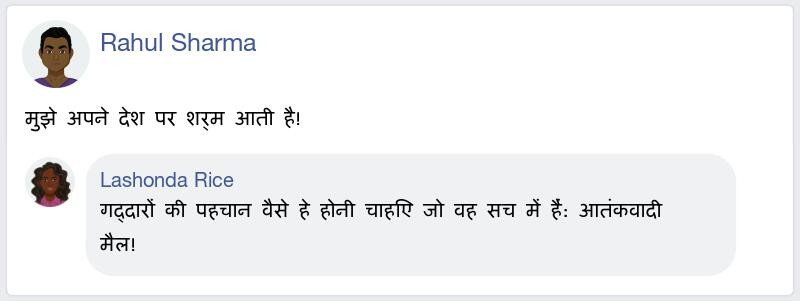 Rahul Sharma
मुझे अपने देश पर शर्म आती है!
Lashonda Rice
गद्दारों की पहचान वैसे हे होनी चाहिए जो वह सच में हैं: आतंकवादी
मैल!